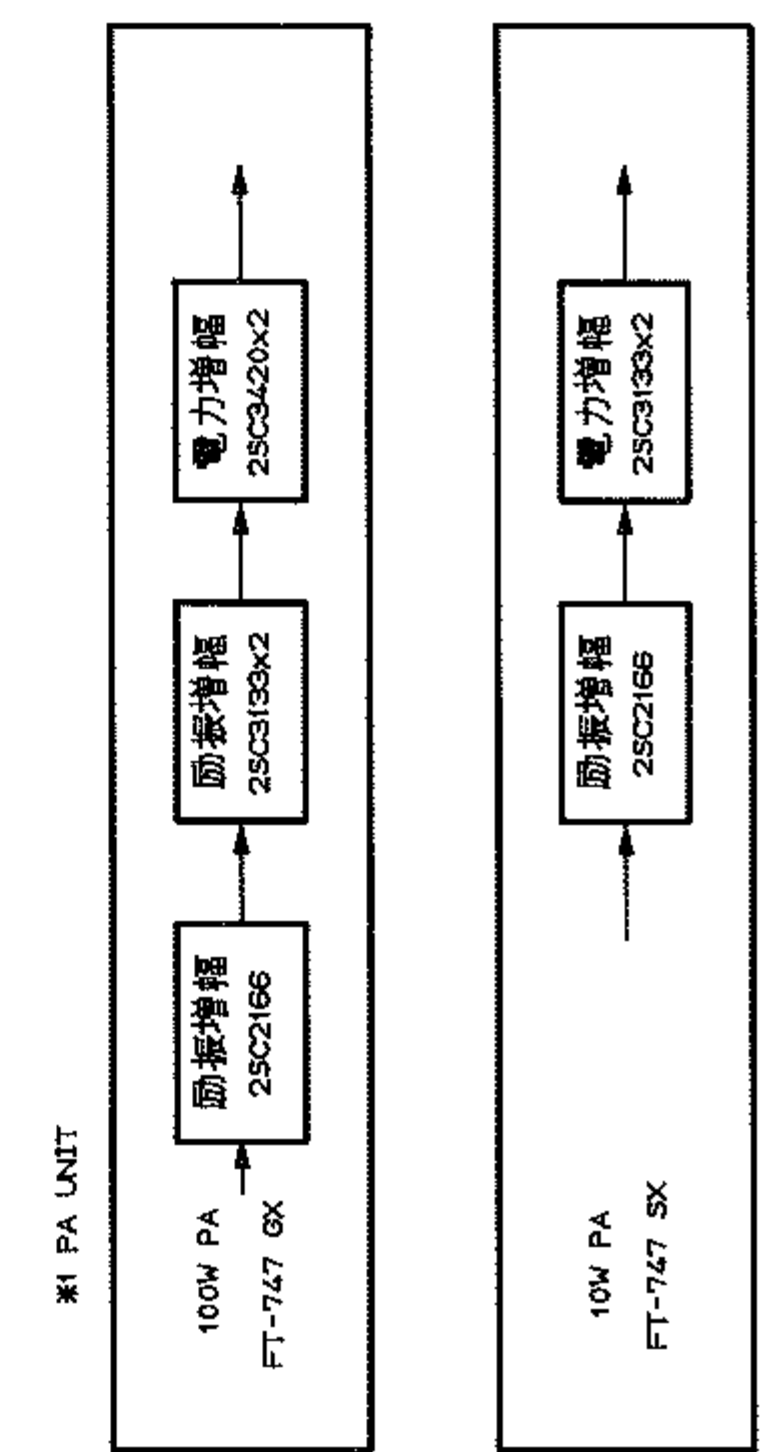 ※1 PA UNIT
100W PA
FT-747 GX
励振増幅
2SC2166
励振増幅
2SC3133x2
電力増幅
2SC3420x2
10W PA
FT-747 SX
励振増幅
2SC2166
電力増幅
2SC3133x2